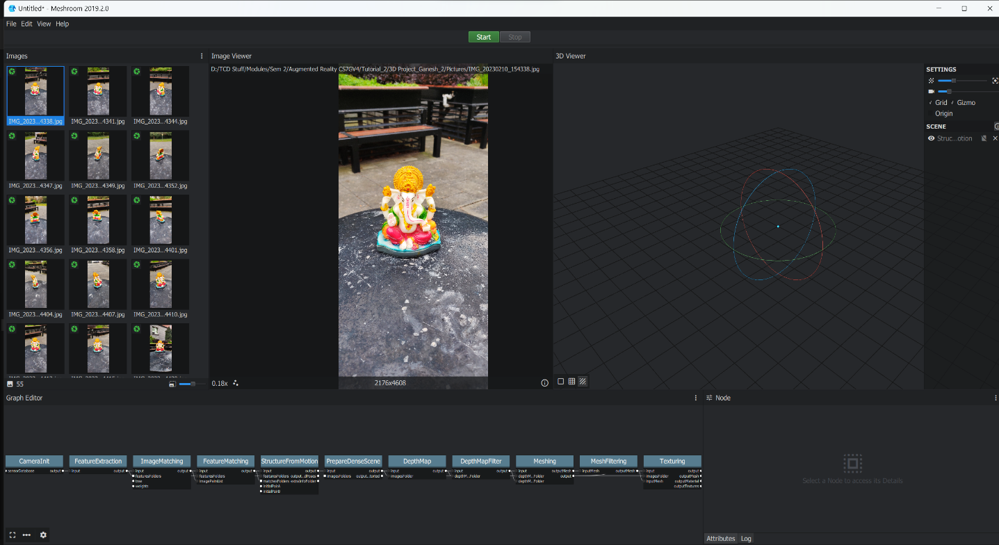 Untitled* - Meshroom 2019.2.0
File Edit View Help
Start Stop
Images
Image Viewer
3D Viewer
D:/TCD Stuff/Modules/Sem 2/Augmented Reality CS7GV4/Tutorial_2/3D Project_Ganesh_2/Pictures/IMG_20230210_154338.jpg
IMG_2023...4338.jpg IMG_2023...4341.jpg IMG_2023...4344.jpg
IMG_2023...4347.jpg IMG_2023...4349.jpg IMG_2023...4352.jpg
IMG_2023...4356.jpg IMG_2023...4358.jpg IMG_2023...4401.jpg
IMG_2023...4404.jpg IMG_2023...4407.jpg IMG_2023...4410.jpg
55
0.18x
2176x4608
SETTINGS
Grid Gizmo
Origin
SCENE
Struc...otion
Graph Editor
CameraInit
sensorDatabase output
FeatureExtraction
input output
ImageMatching
input output
featuresFolders
tree
weights
FeatureMatching
input output
featuresFolders
imagePairsList
StructureFromMotion
input output
featuresFolders output...dPoses
matchesFolders extraInfoFolder
initialPairA
initialPairB
PrepareDenseScene
input output
imagesFolders output...torted
DepthMap
input output
imagesFolder
DepthMapFilter
input output
depthM...Folder
Meshing
input outputMesh
depthM...Folder output
depthM...Folder
MeshFiltering
inputMesh outputMesh
Texturing
input output
imagesFolder outputMesh
inputMesh outputMaterial
outputTextures
Node
Select a Node to access its Details
Attributes Log